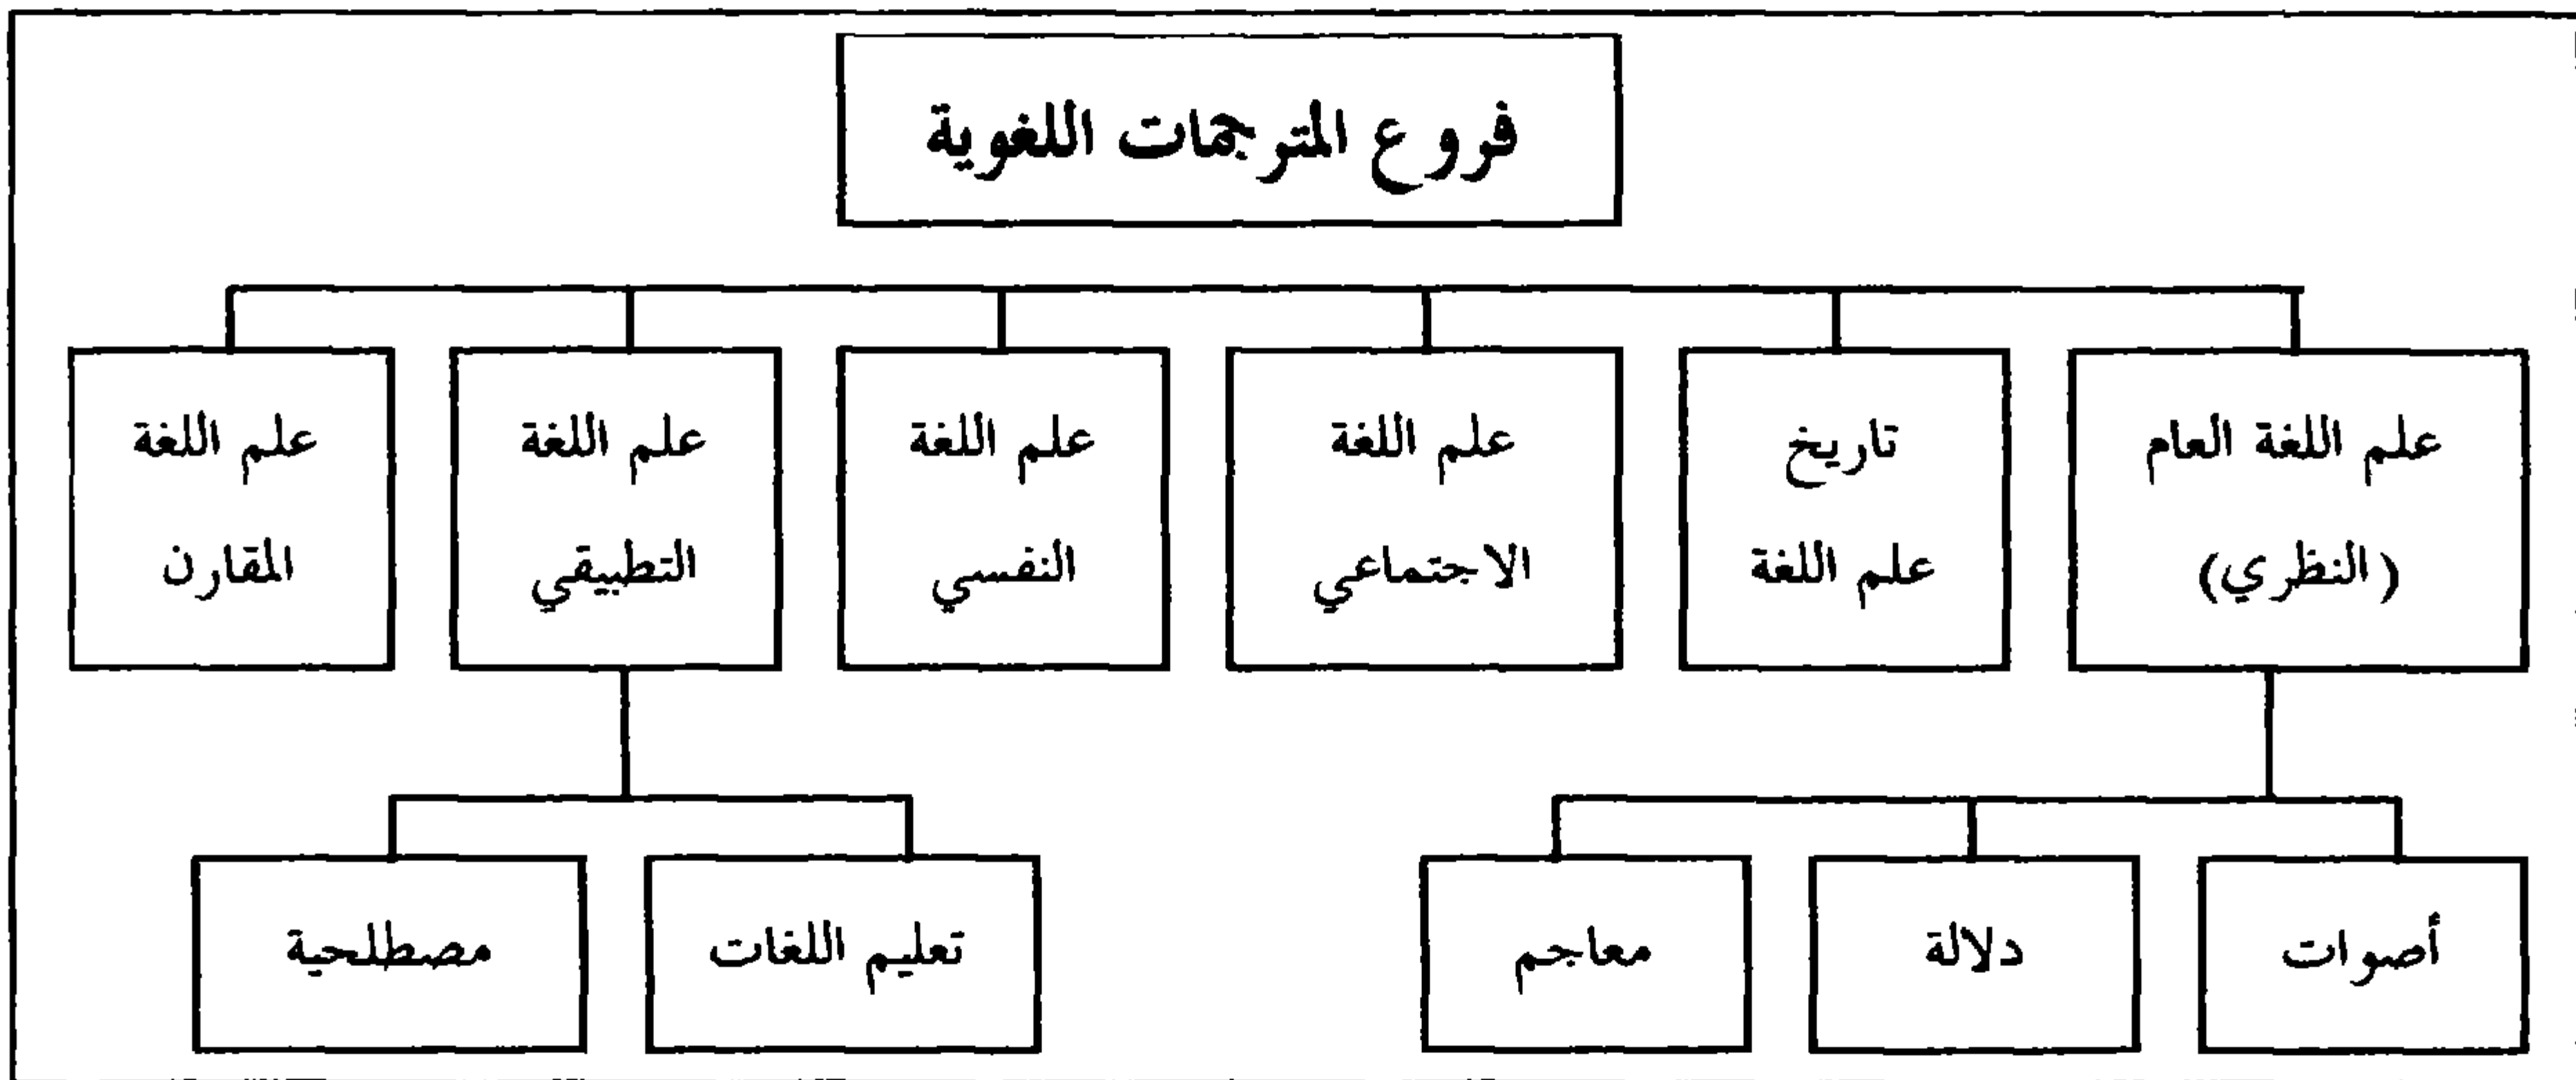 فروع المترجمات اللغوية
علم اللغة العام
(النظري)
تاريخ
علم اللغة
علم اللغة
الاجتماعي
علم اللغة
النفسي
علم اللغة
التطبيقي
علم اللغة
المقارن
أصوات
دلالة
معاجم
تعليم اللغات
مصطلحية